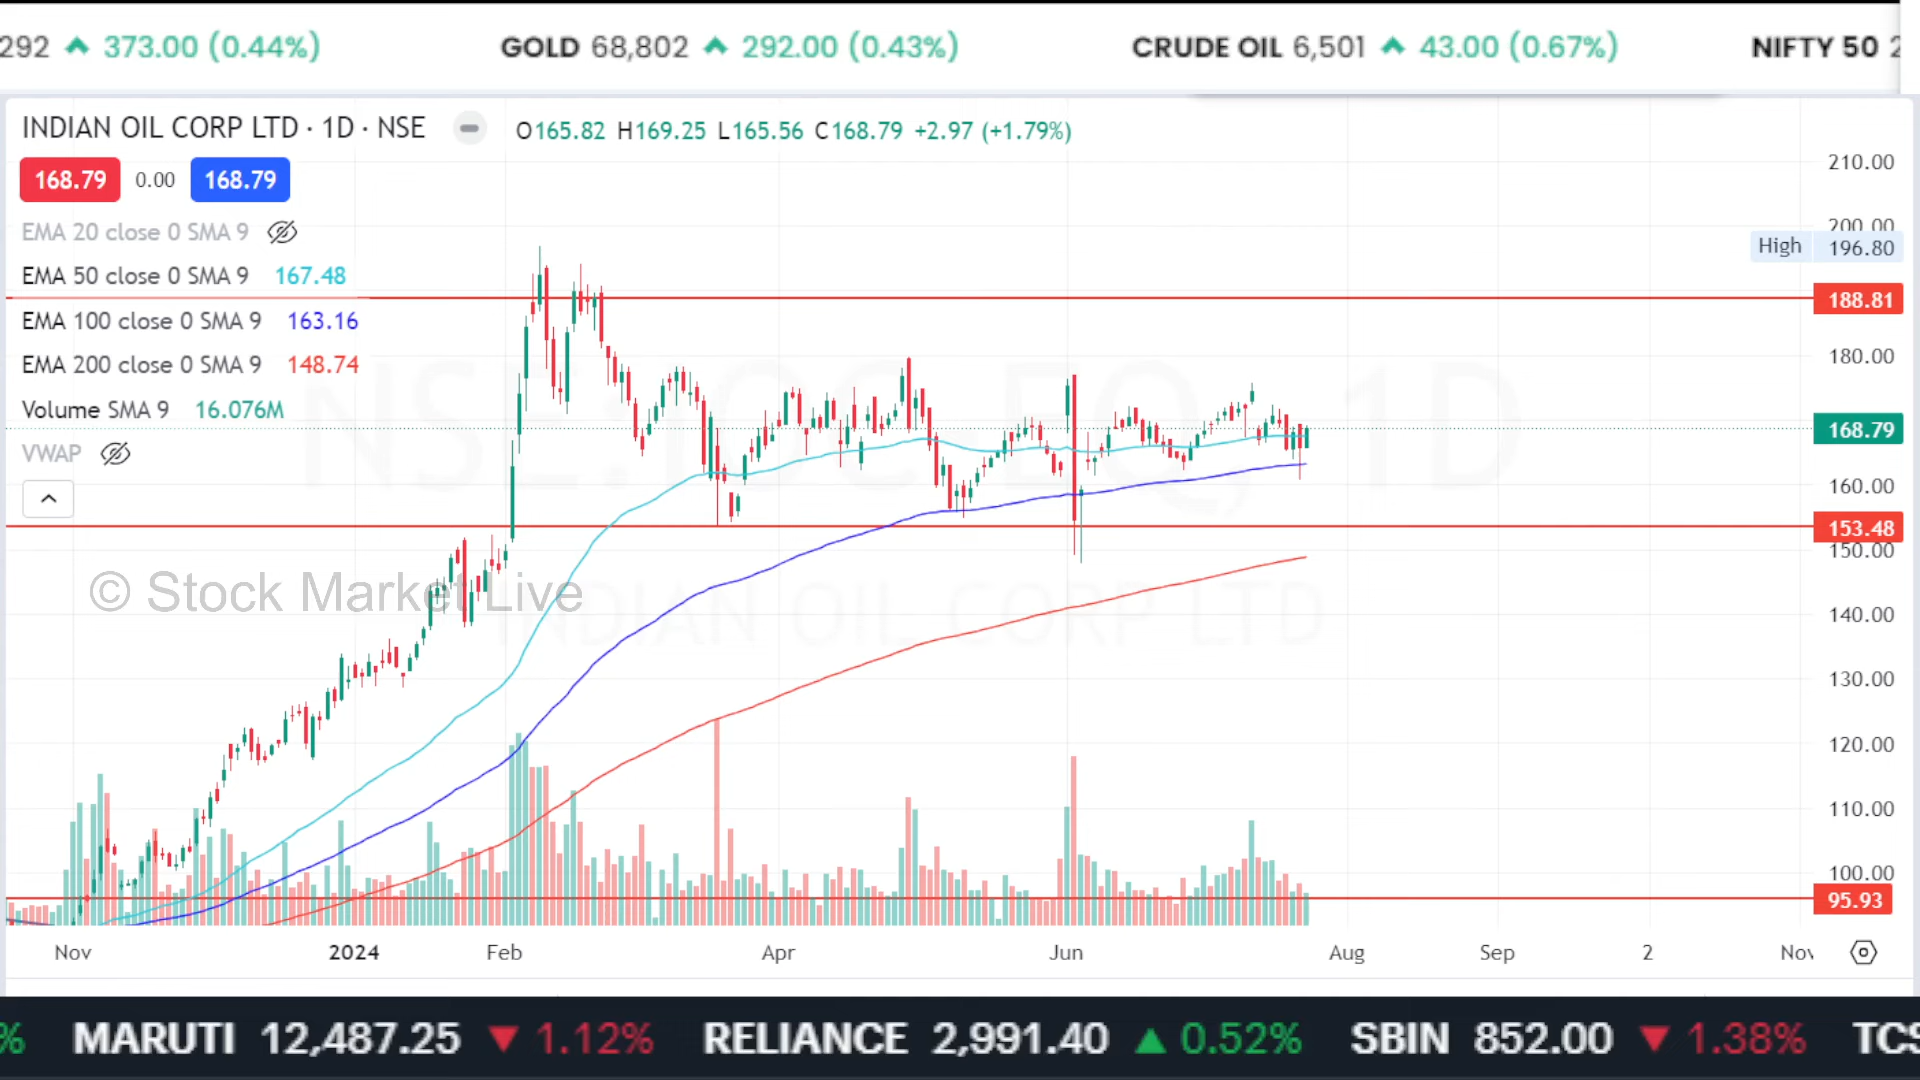 292 ▲ 373.00 (0.44%) GOLD 68,802 ▲ 292.00 (0.43%) CRUDE OIL 6,501 ▲ 43.00 (0.67%) NIFTY 50
INDIAN OIL CORP LTD · 1D · NSE O165.82 H169.25 L165.56 C168.79 +2.97 (+1.79%)
168.79 0.00 168.79
EMA 20 close 0 SMA 9
EMA 50 close 0 SMA 9 167.48
EMA 100 close 0 SMA 9 163.16
EMA 200 close 0 SMA 9 148.74
Volume SMA 9 16.076M
VWAP
210.00
200.00
High 196.80
188.81
180.00
168.79
160.00
153.48
150.00
140.00
130.00
120.00
110.00
100.00
95.93
© Stock Market Live
INDIAN OIL CORP LTD
Nov 2024 Feb Apr Jun Aug Sep 2 Nov
% MARUTI 12,487.25 ▼ 1.12% RELIANCE 2,991.40 ▲ 0.52% SBIN 852.00 ▼ 1.38% TCS